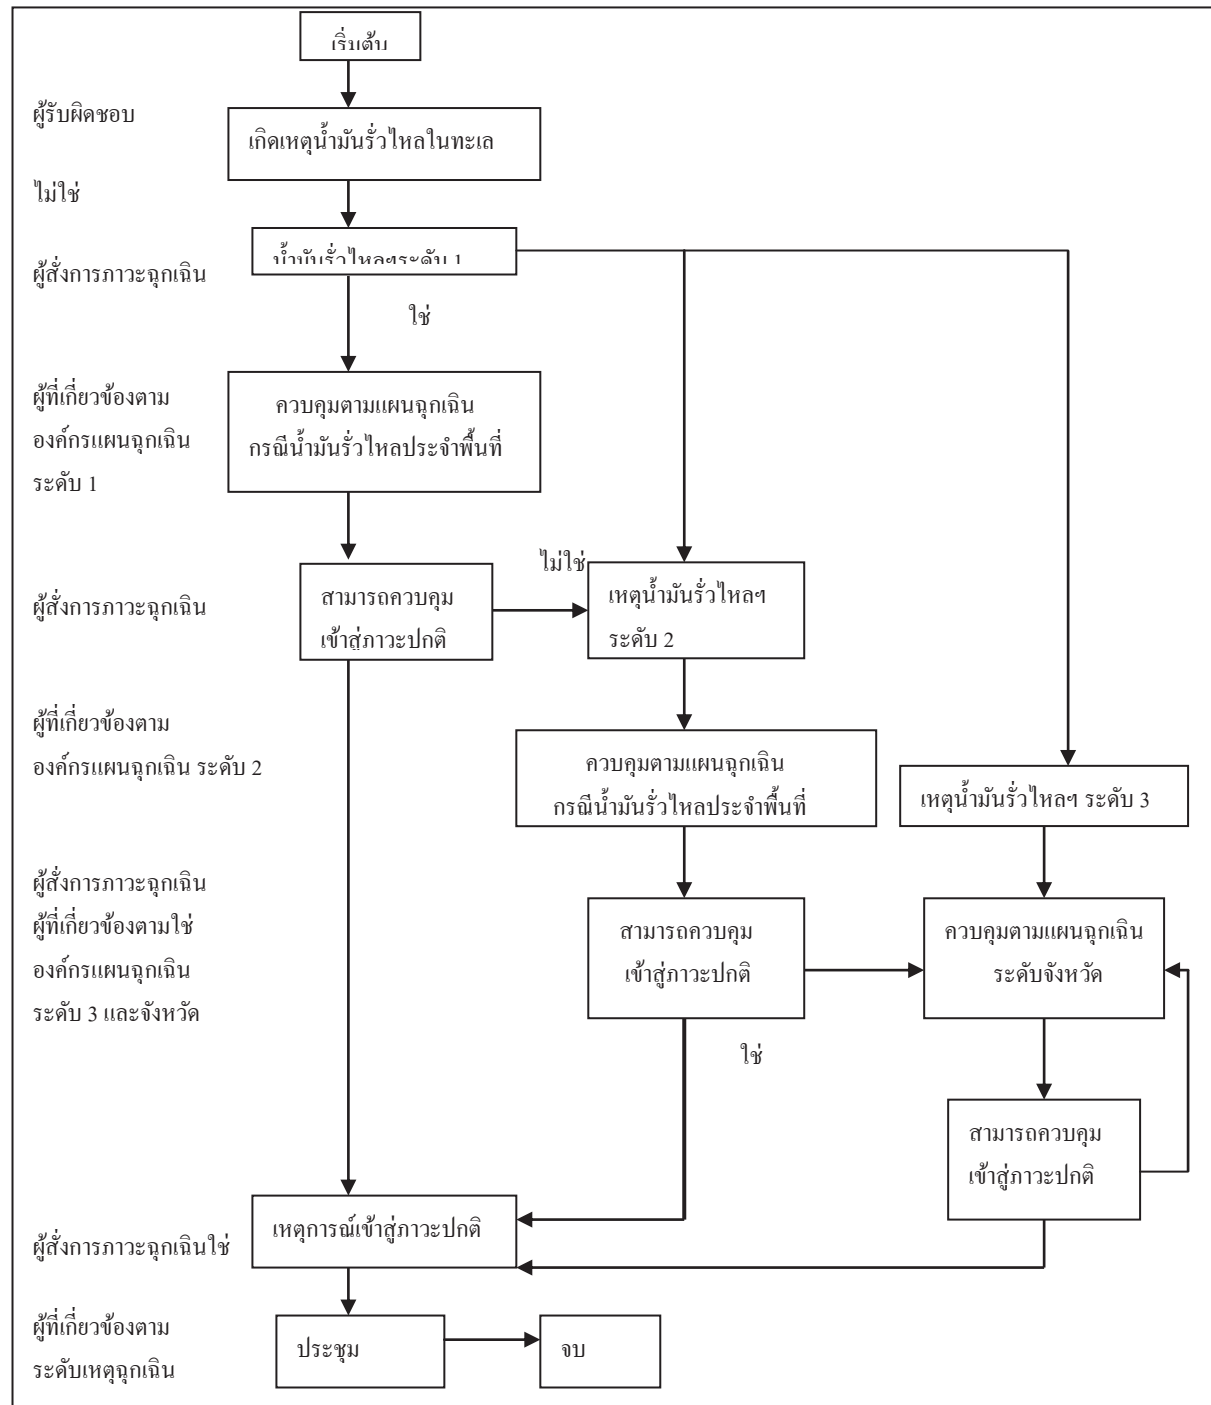 เริ่มต้น
ผู้รับผิดชอบ
เกิดเหตุน้ำมันรั่วไหลในทะเล
ไม่ใช่
น้ำมันรั่วไหลฯระดับ 1
ผู้สั่งการภาวะฉุกเฉิน
ใช่
ผู้ที่เกี่ยวข้องตาม
องค์กรแผนฉุกเฉิน
ระดับ 1
ควบคุมตามแผนฉุกเฉิน
กรณีน้ำมันรั่วไหลประจำพื้นที่
ไม่ใช่
ผู้สั่งการภาวะฉุกเฉิน
สามารถควบคุม
เข้าสู่ภาวะปกติ
เหตุน้ำมันรั่วไหลฯ
ระดับ 2
ผู้ที่เกี่ยวข้องตาม
องค์กรแผนฉุกเฉิน ระดับ 2
ควบคุมตามแผนฉุกเฉิน
กรณีน้ำมันรั่วไหลประจำพื้นที่
เหตุน้ำมันรั่วไหลฯ ระดับ 3
ผู้สั่งการภาวะฉุกเฉิน
ผู้ที่เกี่ยวข้องตามใช่
องค์กรแผนฉุกเฉิน
ระดับ 3 และจังหวัด
สามารถควบคุม
เข้าสู่ภาวะปกติ
ควบคุมตามแผนฉุกเฉิน
ระดับจังหวัด
ใช่
สามารถควบคุม
เข้าสู่ภาวะปกติ
เหตุการณ์เข้าสู่ภาวะปกติ
ผู้สั่งการภาวะฉุกเฉินใช่
ผู้ที่เกี่ยวข้องตาม
ระดับเหตุฉุกเฉิน
ประชุม
จบ